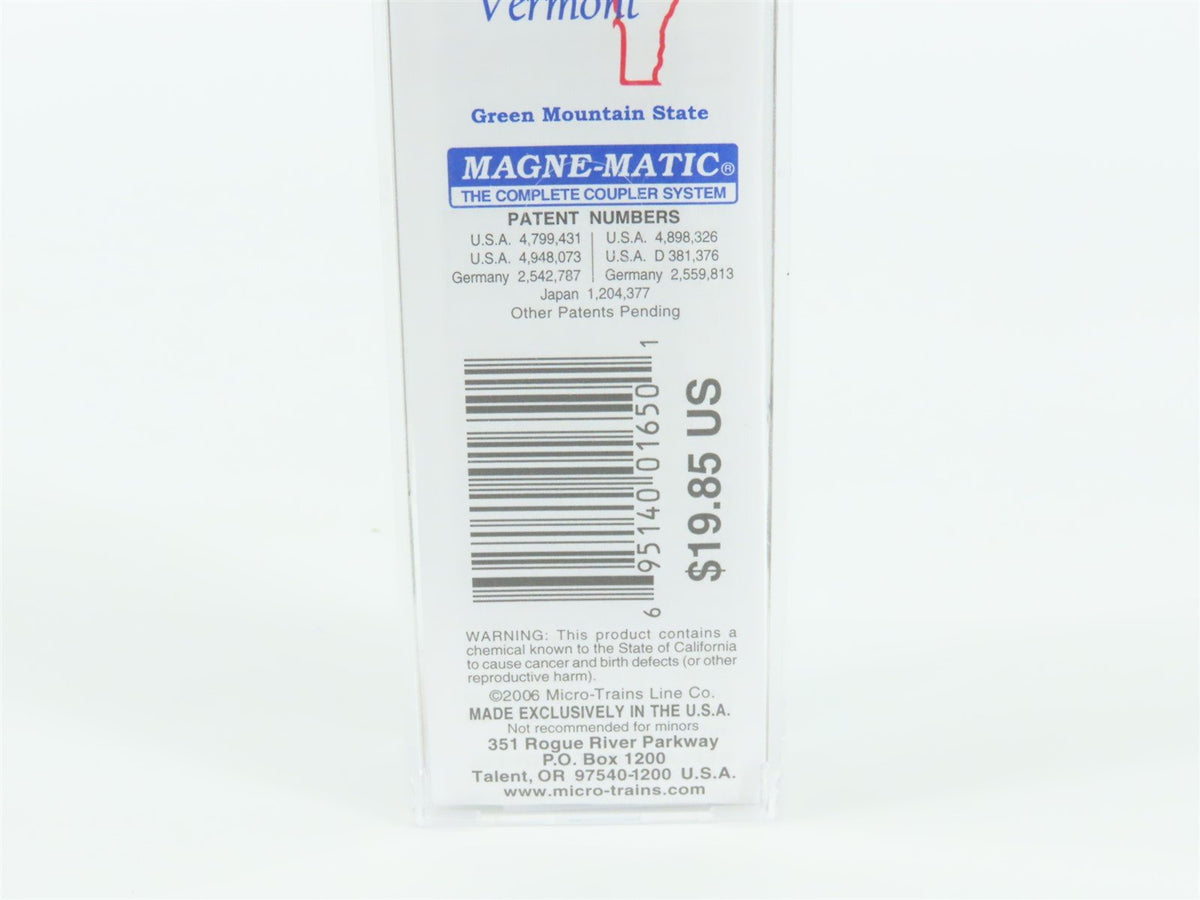 Vermont
Green Mountain State
MAGNE-MATIC®
THE COMPLETE COUPLER SYSTEM
PATENT NUMBERS
U.S.A. 4,799,431 U.S.A. 4,898,326
U.S.A. 4,948,073 U.S.A. D 381,376
Germany 2,542,787 Germany 2,559,813
Japan 1,204,377
Other Patents Pending
6 95140 01650 1
$19.85 US
WARNING: This product contains a
chemical known to the State of California
to cause cancer and birth defects (or other
reproductive harm).
©2006 Micro-Trains Line Co.
MADE EXCLUSIVELY IN THE U.S.A.
Not recommended for minors
351 Rogue River Parkway
P.O. Box 1200
Talent, OR 97540-1200 U.S.A.
www.micro-trains.com